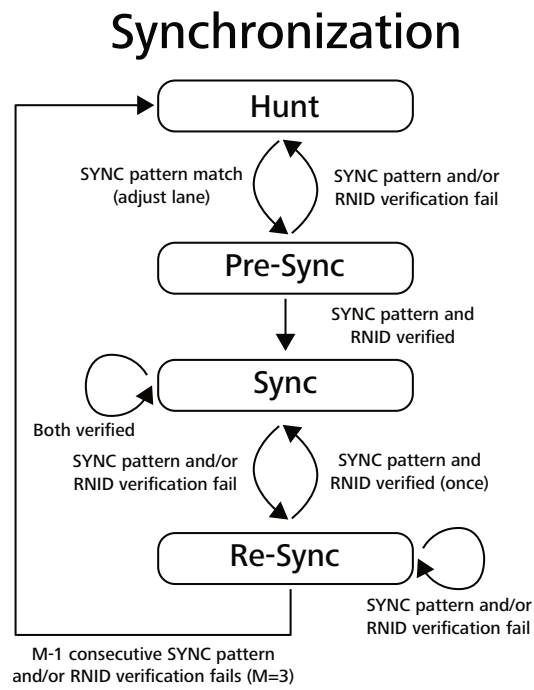 Synchronization
Hunt
SYNC pattern match
(adjust lane)
SYNC pattern and/or
RNID verification fail
Pre-Sync
SYNC pattern and
RNID verified
Sync
Both verified
SYNC pattern and/or
RNID verification fail
SYNC pattern and
RNID verified (once)
Re-Sync
SYNC pattern and/or
RNID verification fail
M-1 consecutive SYNC pattern
and/or RNID verification fails (M=3)